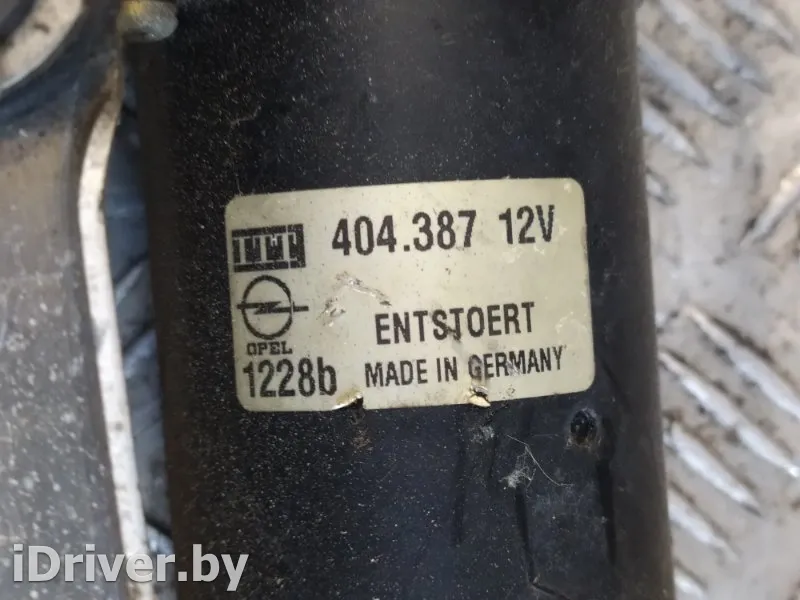 ITT 404.387 12V
OPEL ENTSTOERT
1228b MADE IN GERMANY
iDriver.by